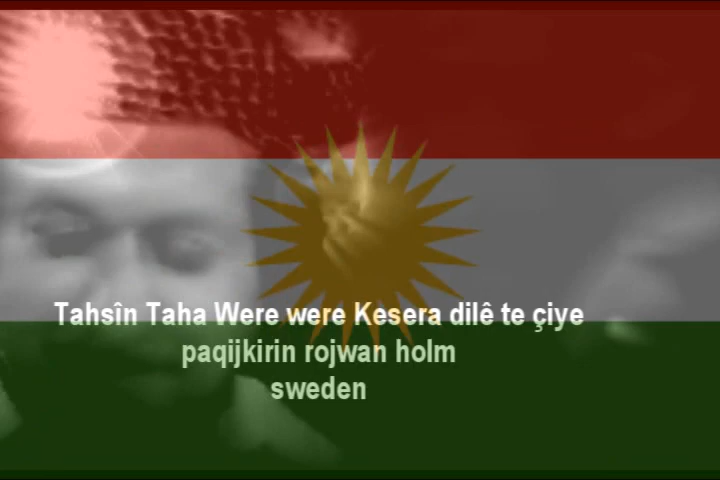 Tahsîn Taha Were were Kesera dilê te çiye
paqijkirin rojwan holm
sweden